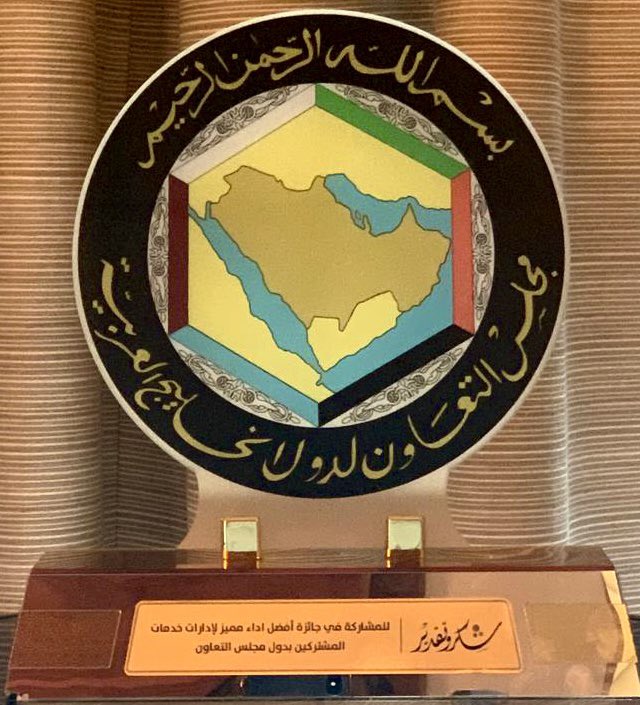 بسم الله الرحمن الرحيم
مجلس التعاون لدول الخليج العربية
شكر وتقدير
للمشاركة في جائزة أفضل اداء مميز لإدارات خدمات
المشتركين بدول مجلس التعاون